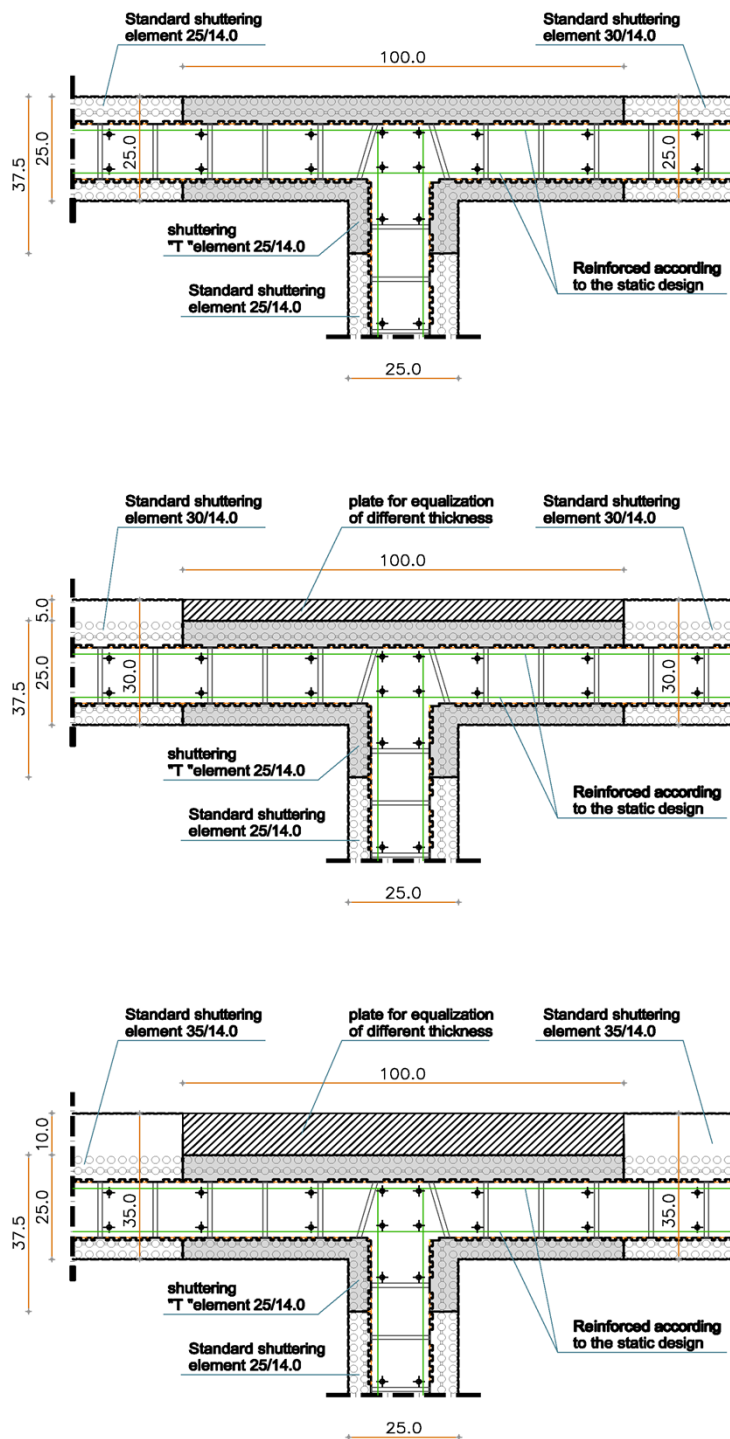 Standard shuttering
element 25/14.0
Standard shuttering
element 30/14.0
100.0
37.5
25.0
25.0
25.0
shuttering
"T "element 25/14.0
Standard shuttering
element 25/14.0
Reinforced according
to the static design
25.0
Standard shuttering
element 30/14.0
plate for equalization
of different thickness
Standard shuttering
element 30/14.0
100.0
5.0
37.5
25.0
30.0
30.0
shuttering
"T "element 25/14.0
Standard shuttering
element 25/14.0
Reinforced according
to the static design
25.0
Standard shuttering
element 35/14.0
plate for equalization
of different thickness
Standard shuttering
element 35/14.0
100.0
10.0
37.5
25.0
35.0
35.0
shuttering
"T "element 25/14.0
Standard shuttering
element 25/14.0
Reinforced according
to the static design
25.0